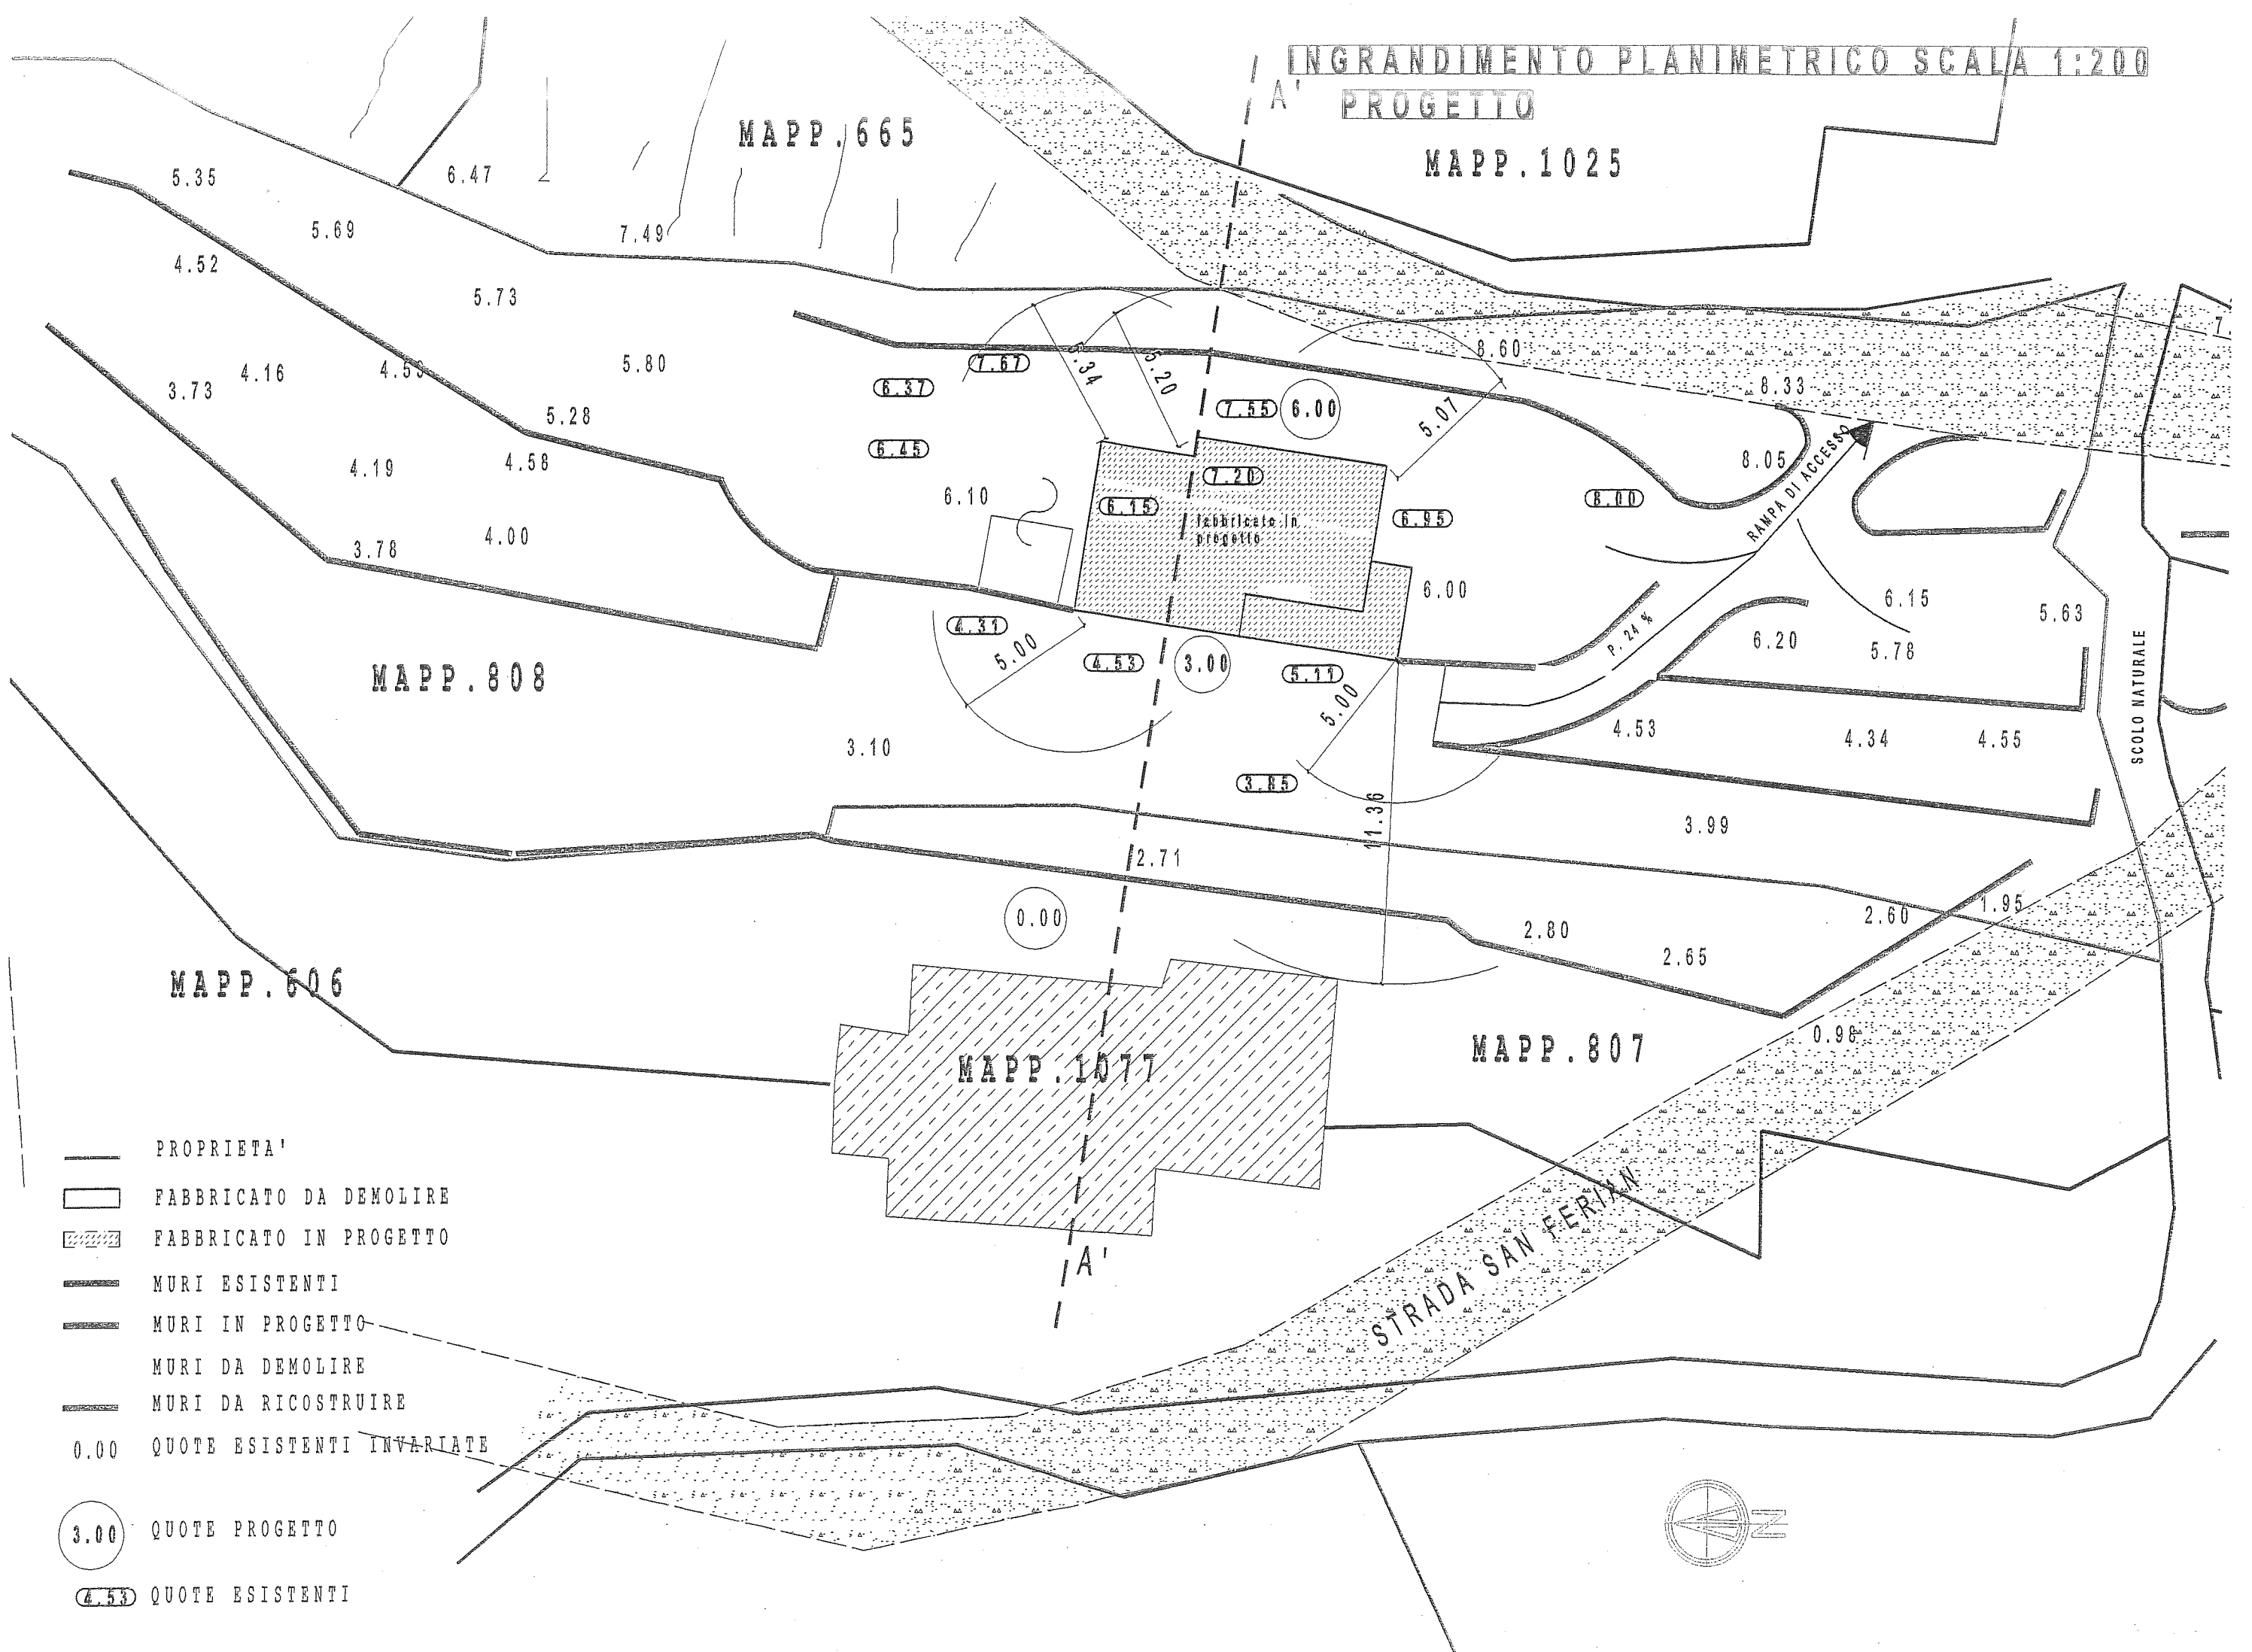 INGRANDIMENTO PLANIMETRICO SCALA 1:200
PROGETTO
A'
MAPP.665
MAPP.1025
5.35
6.47
5.69
7.49
4.52
5.73
7.
8.60
5.34
5.20
7.67
5.80
4.16
4.59
3.73
6.37
8.33
7.55
6.00
5.07
5.28
6.45
4.19
4.58
8.05
7.20
6.10
6.15
8.00
6.95
RAMPA DI ACCESSO
fabbricato in
progetto
4.00
3.78
6.00
6.15
5.63
4.31
5.00
P. 24 %
6.20
5.78
4.53
3.00
5.11
MAPP.808
5.00
SCOLO NATURALE
4.53
4.34
4.55
3.10
3.85
11.36
3.99
2.71
0.00
2.80
2.60
1.95
2.65
MAPP.606
0.98
MAPP.1077
MAPP.807
STRADA SAN FERIAN
A'
PROPRIETA'
FABBRICATO DA DEMOLIRE
FABBRICATO IN PROGETTO
MURI ESISTENTI
MURI IN PROGETTO
MURI DA DEMOLIRE
MURI DA RICOSTRUIRE
0.00 QUOTE ESISTENTI INVARIATE
3.00 QUOTE PROGETTO
4.53 QUOTE ESISTENTI
N